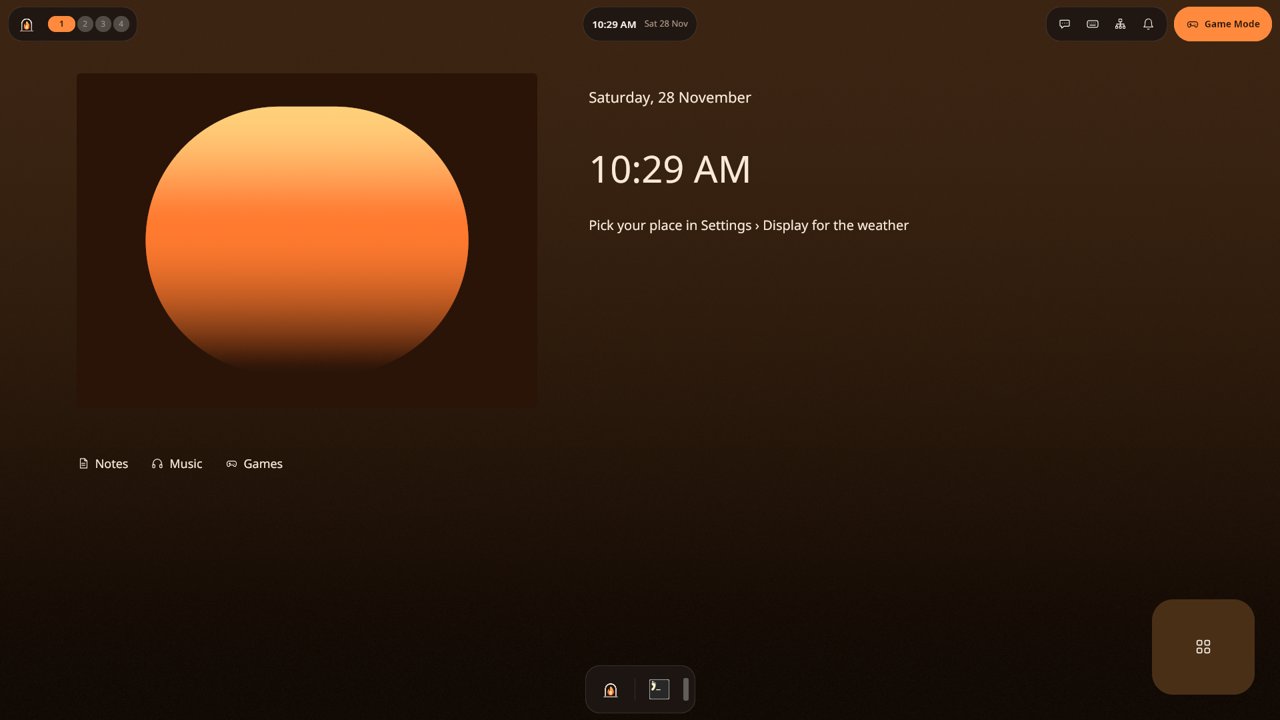 1 2 3 4
10:29 AM Sat 28 Nov
Game Mode
Saturday, 28 November
10:29 AM
Pick your place in Settings › Display for the weather
Notes Music Games